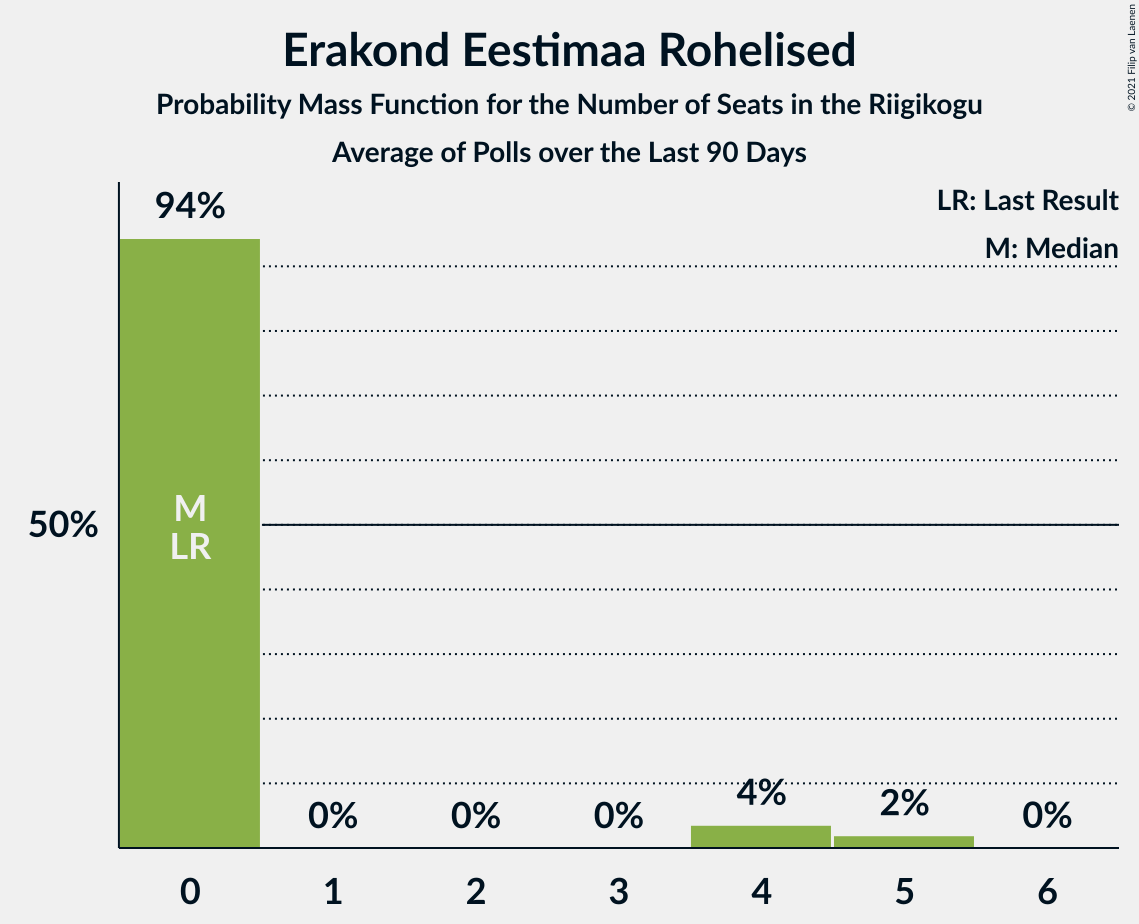 Erakond Eestimaa Rohelised
Probability Mass Function for the Number of Seats in the Riigikogu
Average of Polls over the Last 90 Days
© 2021 Filip van Laenen
LR: Last Result
M: Median
94%
50%
M
LR
0%
0%
0%
4%
2%
0%
0
1
2
3
4
5
6